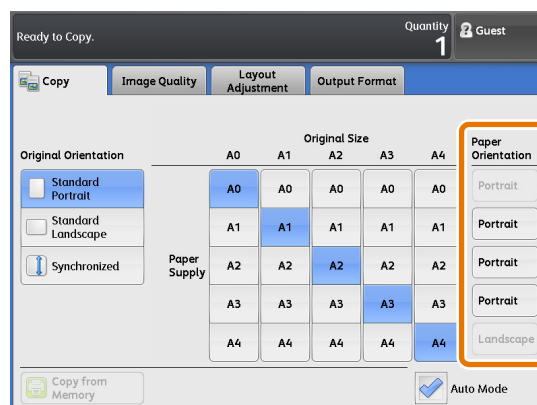 Ready to Copy.
Quantity
1
Guest
Copy
Image Quality
Layout
Adjustment
Output Format
Original Size
Paper
Orientation
Original Orientation
A0 A1 A2 A3 A4
Standard
Portrait
A0 A0 A0 A0 A0 Portrait
Standard
Landscape
A1 A1 A1 A1 A1 Portrait
Synchronized
Paper
Supply
A2 A2 A2 A2 A2 Portrait
A3 A3 A3 A3 A3 Portrait
A4 A4 A4 A4 A4 Landscape
Copy from
Memory
Auto Mode